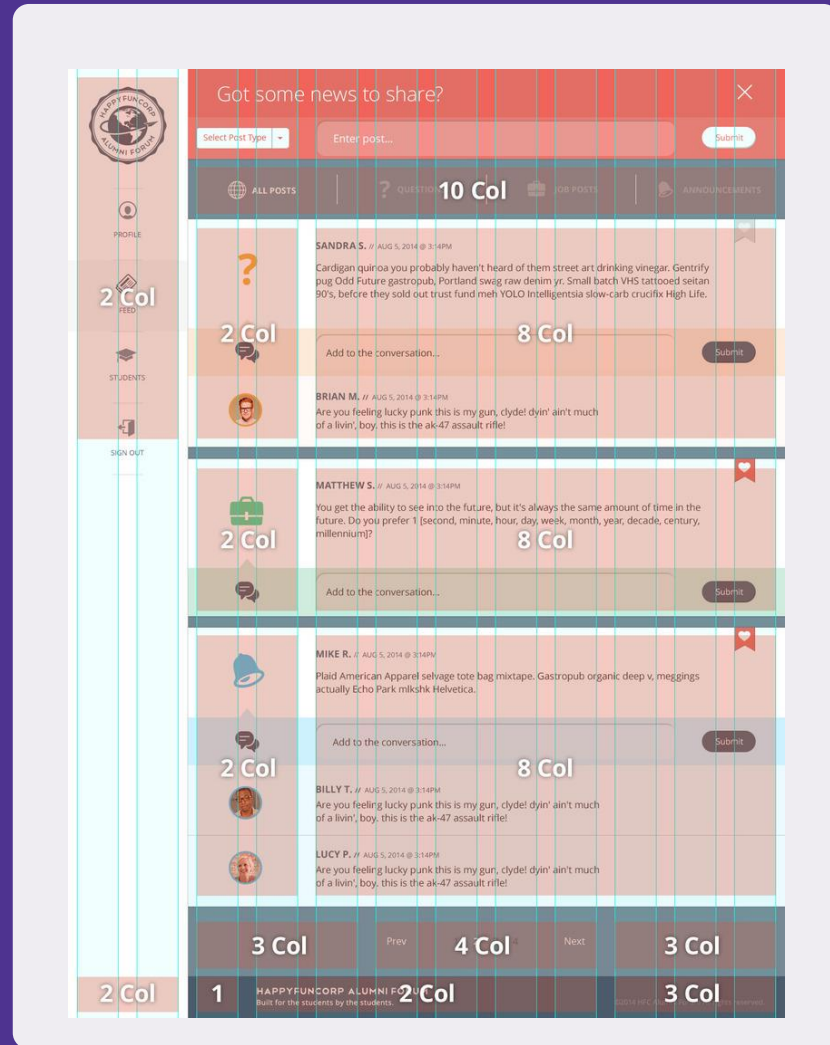 HAPPYFUNCORP
ALUMNI FORUM
PROFILE
2 Col
FEED
STUDENTS
SIGN OUT
2 Col
Got some news to share?
Select Post Type
Enter post...
Submit
ALL POSTS
10 Col
JOB POSTS
ANNOUNCEMENTS
SANDRA S. // AUG 5, 2014 @ 3:14PM
Cardigan quinoa you probably haven't heard of them street art drinking vinegar. Gentrify
pug Odd Future gastropub, Portland swag raw denim yr. Small batch VHS tattooed seitan
90's, before they sold out trust fund meh YOLO Intelligentsia slow-carb crucifix High Life.
2 Col
8 Col
Add to the conversation...
Submit
BRIAN M. // AUG 5, 2014 @ 3:14PM
Are you feeling lucky punk this is my gun, clyde! dyin' ain't much
of a livin', boy. this is the ak-47 assault rifle!
MATTHEW S. // AUG 5, 2014 @ 3:14PM
You get the ability to see into the future, but it's always the same amount of time in the
future. Do you prefer 1 [second, minute, hour, day, week, month, year, decade, century,
millennium]?
2 Col
8 Col
Add to the conversation...
Submit
MIKE R. // AUG 5, 2014 @ 3:14PM
Plaid American Apparel selvage tote bag mixtape. Gastropub organic deep v, meggings
actually Echo Park mlkshk Helvetica.
Add to the conversation...
Submit
2 Col
8 Col
BILLY T. // AUG 5, 2014 @ 3:14PM
Are you feeling lucky punk this is my gun, clyde! dyin' ain't much
of a livin', boy. this is the ak-47 assault rifle!
LUCY P. // AUG 5, 2014 @ 3:14PM
Are you feeling lucky punk this is my gun, clyde! dyin' ain't much
of a livin', boy. this is the ak-47 assault rifle!
3 Col
Prev
4 Col
Next
3 Col
1
HAPPYFUNCORP ALUMNI FORUM
Built for the students by the students.
2 Col
3 Col